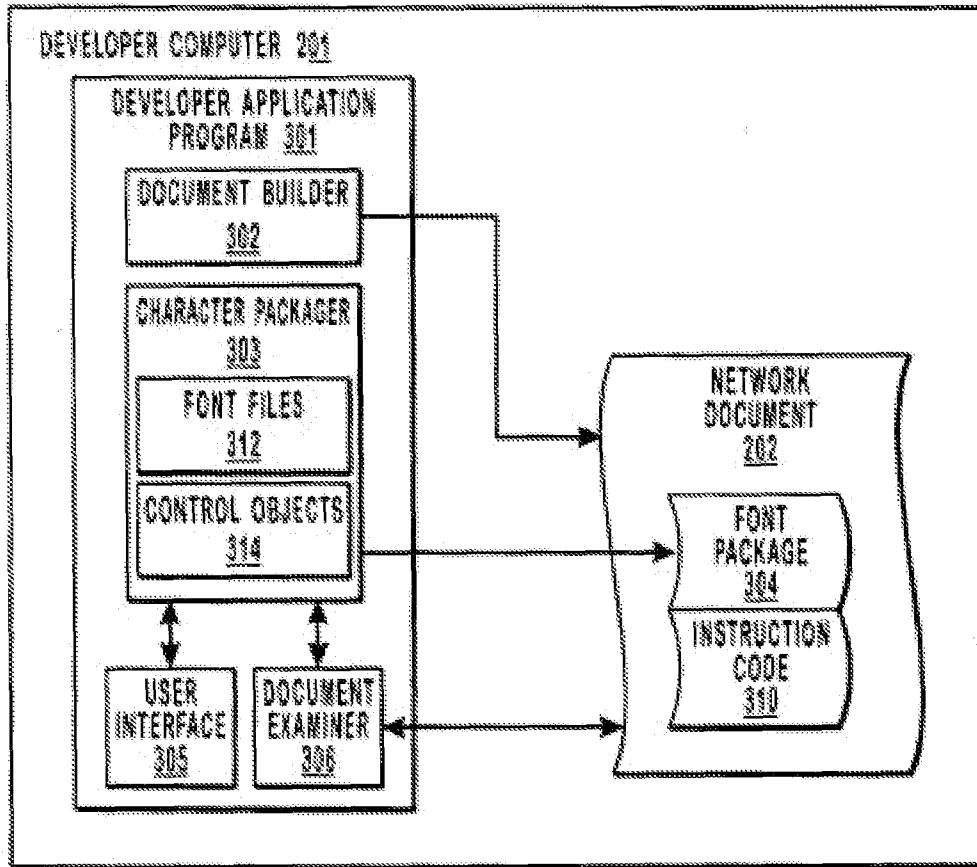 DEVELOPER COMPUTER 201
DEVELOPER APPLICATION
PROGRAM 301
DOCUMENT BUILDER
302
CHARACTER PACKAGER
303
FONT FILES
312
CONTROL OBJECTS
314
USER
INTERFACE
305
DOCUMENT
EXAMINER
306
NETWORK
DOCUMENT
202
FONT
PACKAGE
304
INSTRUCTION
CODE
310